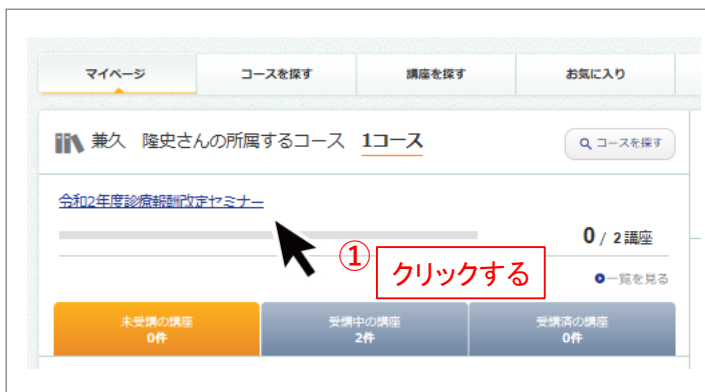 マイページ コースを探す 講座を探す お気に入り
兼久 隆史さんの所属するコース 1コース コースを探す
令和2年度診療報酬改定セミナー
0 / 2 講座
① クリックする
一覧を見る
未受講の講座 受講中の講座 受講済の講座
0件 2件 0件